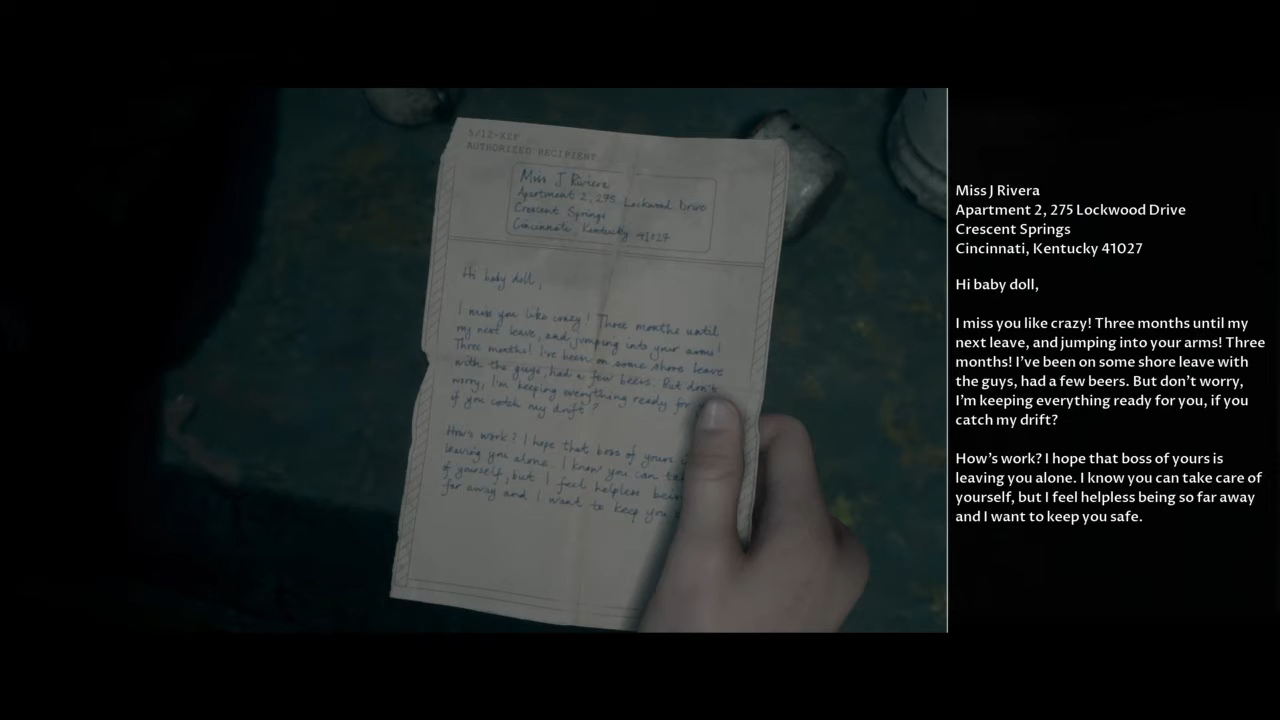 5/12-XEF
AUTHORIZED RECIPIENT
Miss J Rivera
Apartment 2, 275 Lockwood Drive
Crescent Springs
Cincinnati, Kentucky 41027
Hi baby doll,
I miss you like crazy! Three months until
my next leave, and jumping into your arms!
Three months! I've been on some shore leave
with the guys, had a few beers. But don't
worry, I'm keeping everything ready for
if you catch my drift?
How's work? I hope that boss of yours
leaving you alone. I know you can
of yourself, but I feel helpless
far away and I want to keep you
Miss J Rivera
Apartment 2, 275 Lockwood Drive
Crescent Springs
Cincinnati, Kentucky 41027
Hi baby doll,
I miss you like crazy! Three months until my
next leave, and jumping into your arms! Three
months! I've been on some shore leave with
the guys, had a few beers. But don't worry,
I'm keeping everything ready for you, if you
catch my drift?
How's work? I hope that boss of yours is
leaving you alone. I know you can take care of
yourself, but I feel helpless being so far away
and I want to keep you safe.